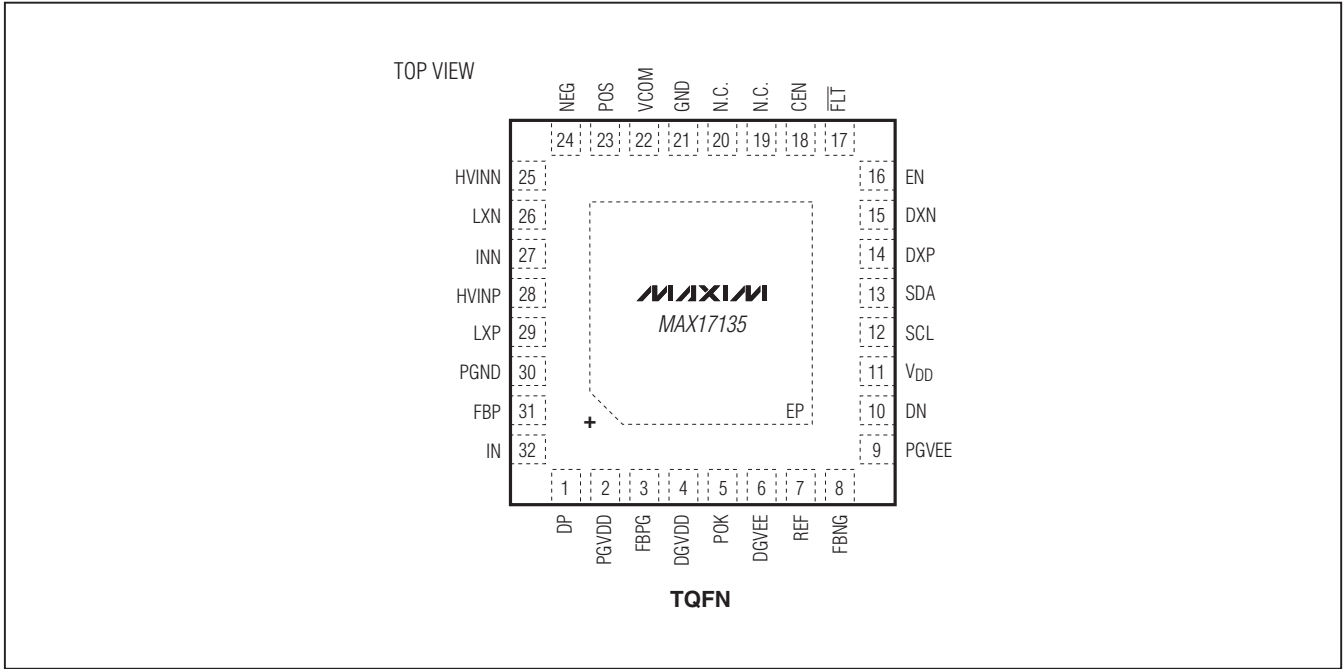 TOP VIEW
NEG POS VCOM GND N.C. N.C. CEN FLT
24 23 22 21 20 19 18 17
HVINN 25 16 EN
LXN 26 15 DXN
INN 27 14 DXP
HVINP 28 MAXIM 13 SDA
LXP 29 MAX17135 12 SCL
PGND 30 11 VDD
FBP 31 EP 10 DN
+
IN 32 9 PGVEE
1 2 3 4 5 6 7 8
DP PGVDD FBPG DGVDD POK DGVEE REF FBNG
TQFN